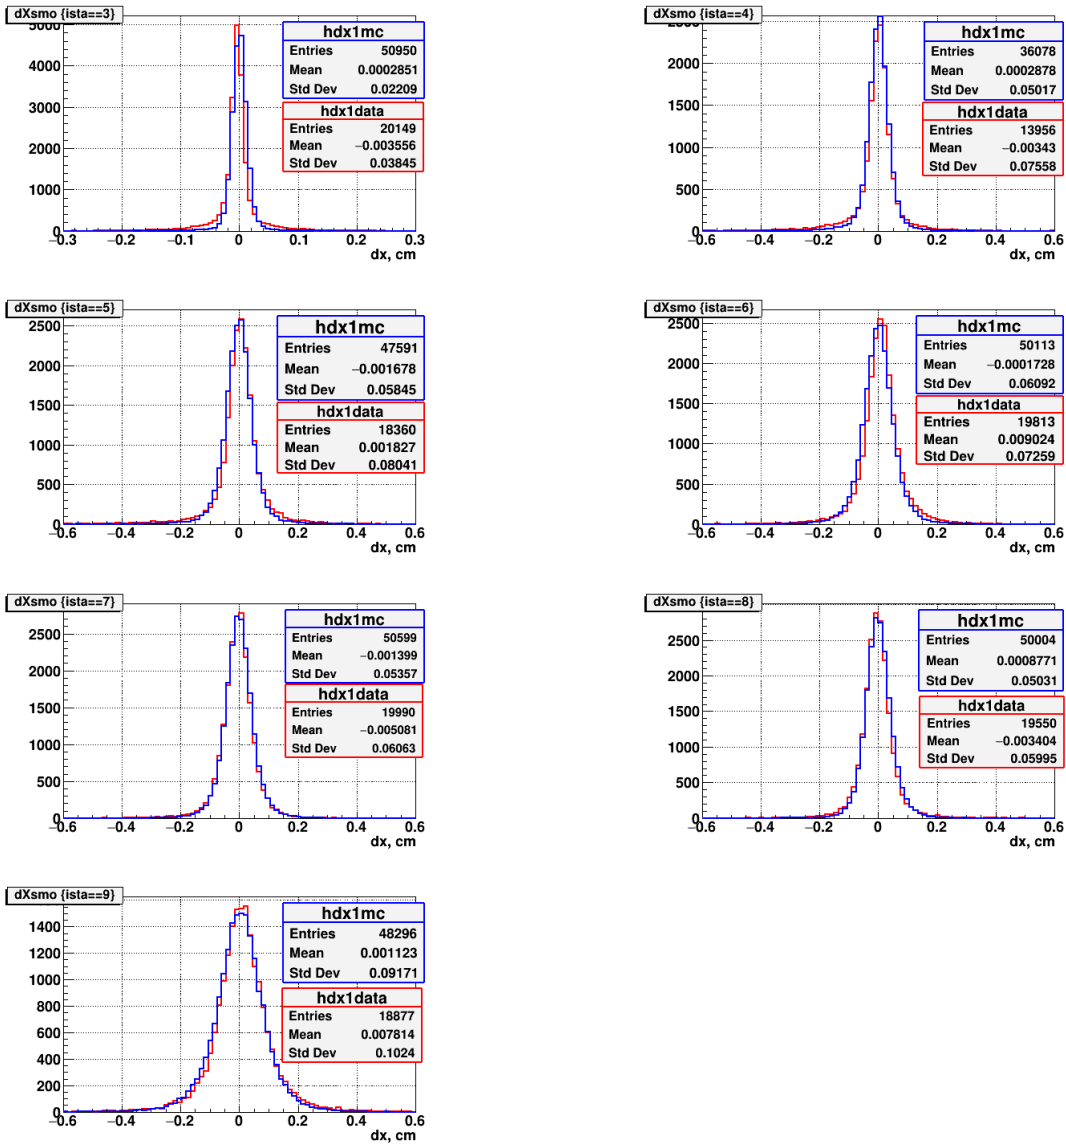 dXsmo {ista==3}
hdx1mc
Entries 50950
Mean 0.0002851
Std Dev 0.02209
hdx1data
Entries 20149
Mean −0.003556
Std Dev 0.03845
5000
4000
3000
2000
1000
0
−0.3 −0.2 −0.1 0 0.1 0.2 0.3
dx, cm
dXsmo {ista==4}
hdx1mc
Entries 36078
Mean 0.0002878
Std Dev 0.05017
hdx1data
Entries 13956
Mean −0.00343
Std Dev 0.07558
2000
1500
1000
500
0
−0.6 −0.4 −0.2 0 0.2 0.4 0.6
dx, cm
dXsmo {ista==5}
hdx1mc
Entries 47591
Mean −0.001678
Std Dev 0.05845
hdx1data
Entries 18360
Mean 0.001827
Std Dev 0.08041
2500
2000
1500
1000
500
0
−0.6 −0.4 −0.2 0 0.2 0.4 0.6
dx, cm
dXsmo {ista==6}
hdx1mc
Entries 50113
Mean −0.0001728
Std Dev 0.06092
hdx1data
Entries 19813
Mean 0.009024
Std Dev 0.07259
2500
2000
1500
1000
500
0
−0.6 −0.4 −0.2 0 0.2 0.4 0.6
dx, cm
dXsmo {ista==7}
hdx1mc
Entries 50599
Mean −0.001399
Std Dev 0.05357
hdx1data
Entries 19990
Mean −0.005081
Std Dev 0.06063
2500
2000
1500
1000
500
0
−0.6 −0.4 −0.2 0 0.2 0.4 0.6
dx, cm
dXsmo {ista==8}
hdx1mc
Entries 50004
Mean 0.0008771
Std Dev 0.05031
hdx1data
Entries 19550
Mean −0.003404
Std Dev 0.05995
2500
2000
1500
1000
500
0
−0.6 −0.4 −0.2 0 0.2 0.4 0.6
dx, cm
dXsmo {ista==9}
hdx1mc
Entries 48296
Mean 0.001123
Std Dev 0.09171
hdx1data
Entries 18877
Mean 0.007814
Std Dev 0.1024
1400
1200
1000
800
600
400
200
0
−0.6 −0.4 −0.2 0 0.2 0.4 0.6
dx, cm